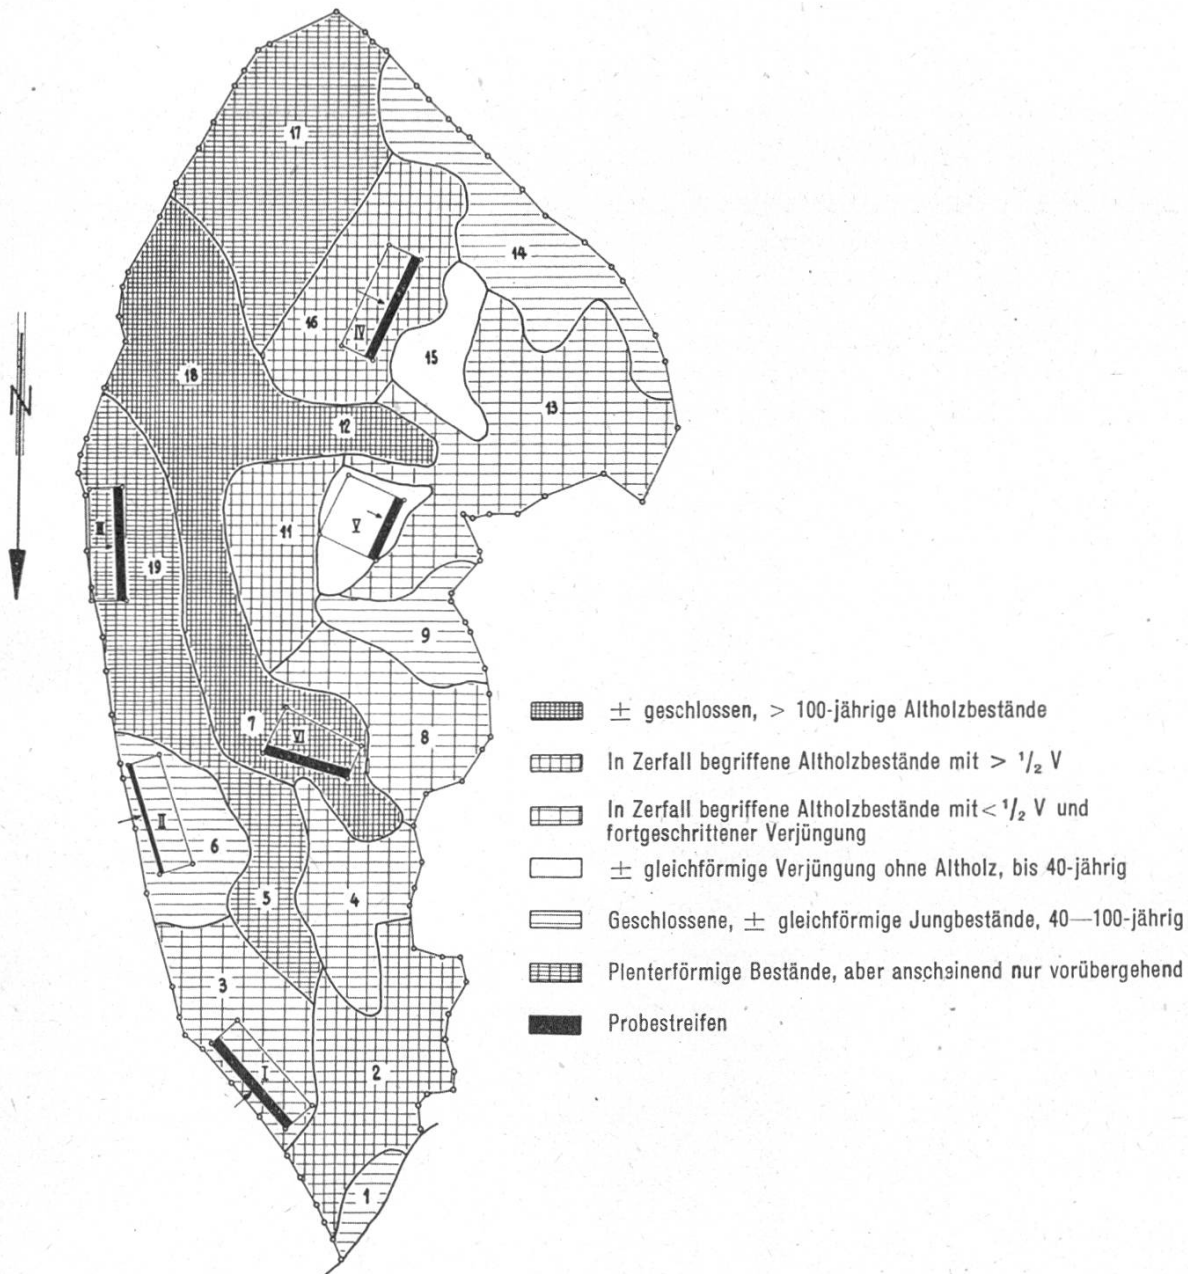 17
14
16
IV
15
18
13
12
N
V
III
11
19
9
7
VI
8
± geschlossen, > 100-jährige Altholzbestände
In Zerfall begriffene Altholzbestände mit > 1/2 V
II
6
In Zerfall begriffene Altholzbestände mit < 1/2 V und
fortgeschrittener Verjüngung
± gleichförmige Verjüngung ohne Altholz, bis 40-jährig
5
4
Geschlossene, ± gleichförmige Jungbestände, 40—100-jährig
3
Plenterförmige Bestände, aber anscheinend nur vorübergehend
Probestreifen
I
2
1